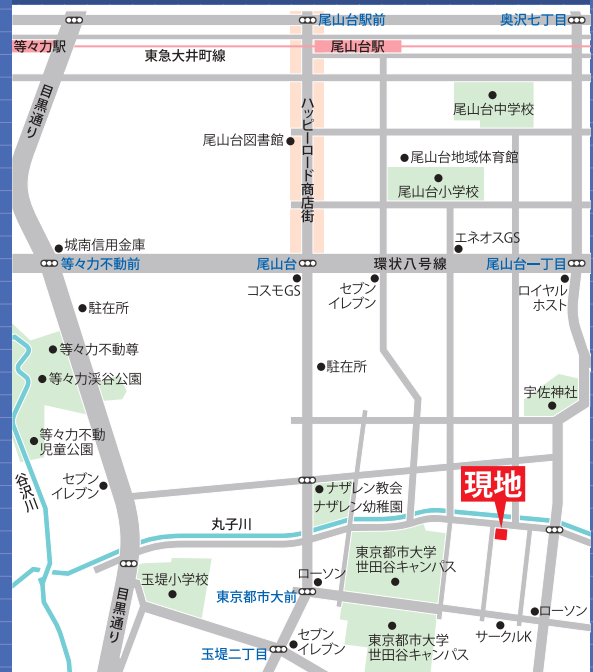 尾山台駅前
奥沢七丁目
等々力駅
尾山台駅
東急大井町線
目黒通り
ハッピーロード商店街
尾山台中学校
尾山台図書館
尾山台地域体育館
尾山台小学校
城南信用金庫
エネオスGS
等々力不動前
尾山台
環状八号線
尾山台一丁目
コスモGS
セブン
イレブン
ロイヤル
ホスト
駐在所
等々力不動尊
駐在所
等々力渓谷公園
宇佐神社
等々力不動
児童公園
谷沢川
セブン
イレブン
ナザレン教会
ナザレン幼稚園
現地
丸子川
東京都市大学
世田谷キャンパス
玉堤小学校
ローソン
東京都市大前
目黒通り
ローソン
サークルK
セブン
イレブン
東京都市大学
世田谷キャンパス
玉堤二丁目